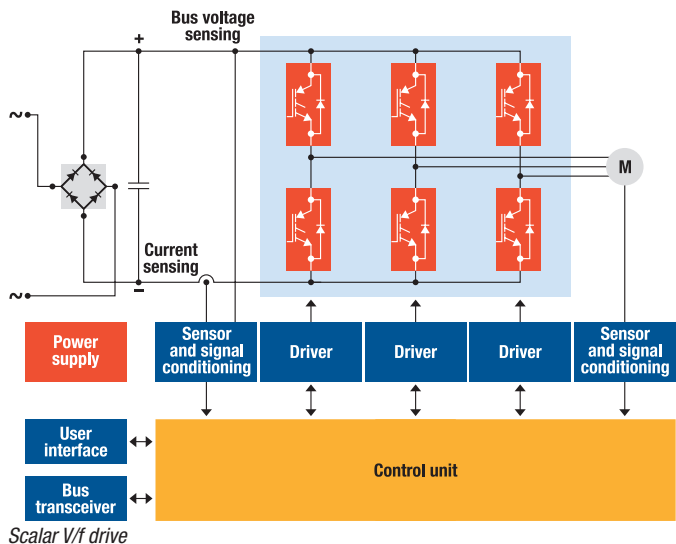 Bus voltage
sensing
+
~
M
Current
sensing
~
–
Power
supply
Sensor
and signal
conditioning
Driver
Driver
Driver
Sensor
and signal
conditioning
User
interface
Control unit
Bus
transceiver
Scalar V/f drive